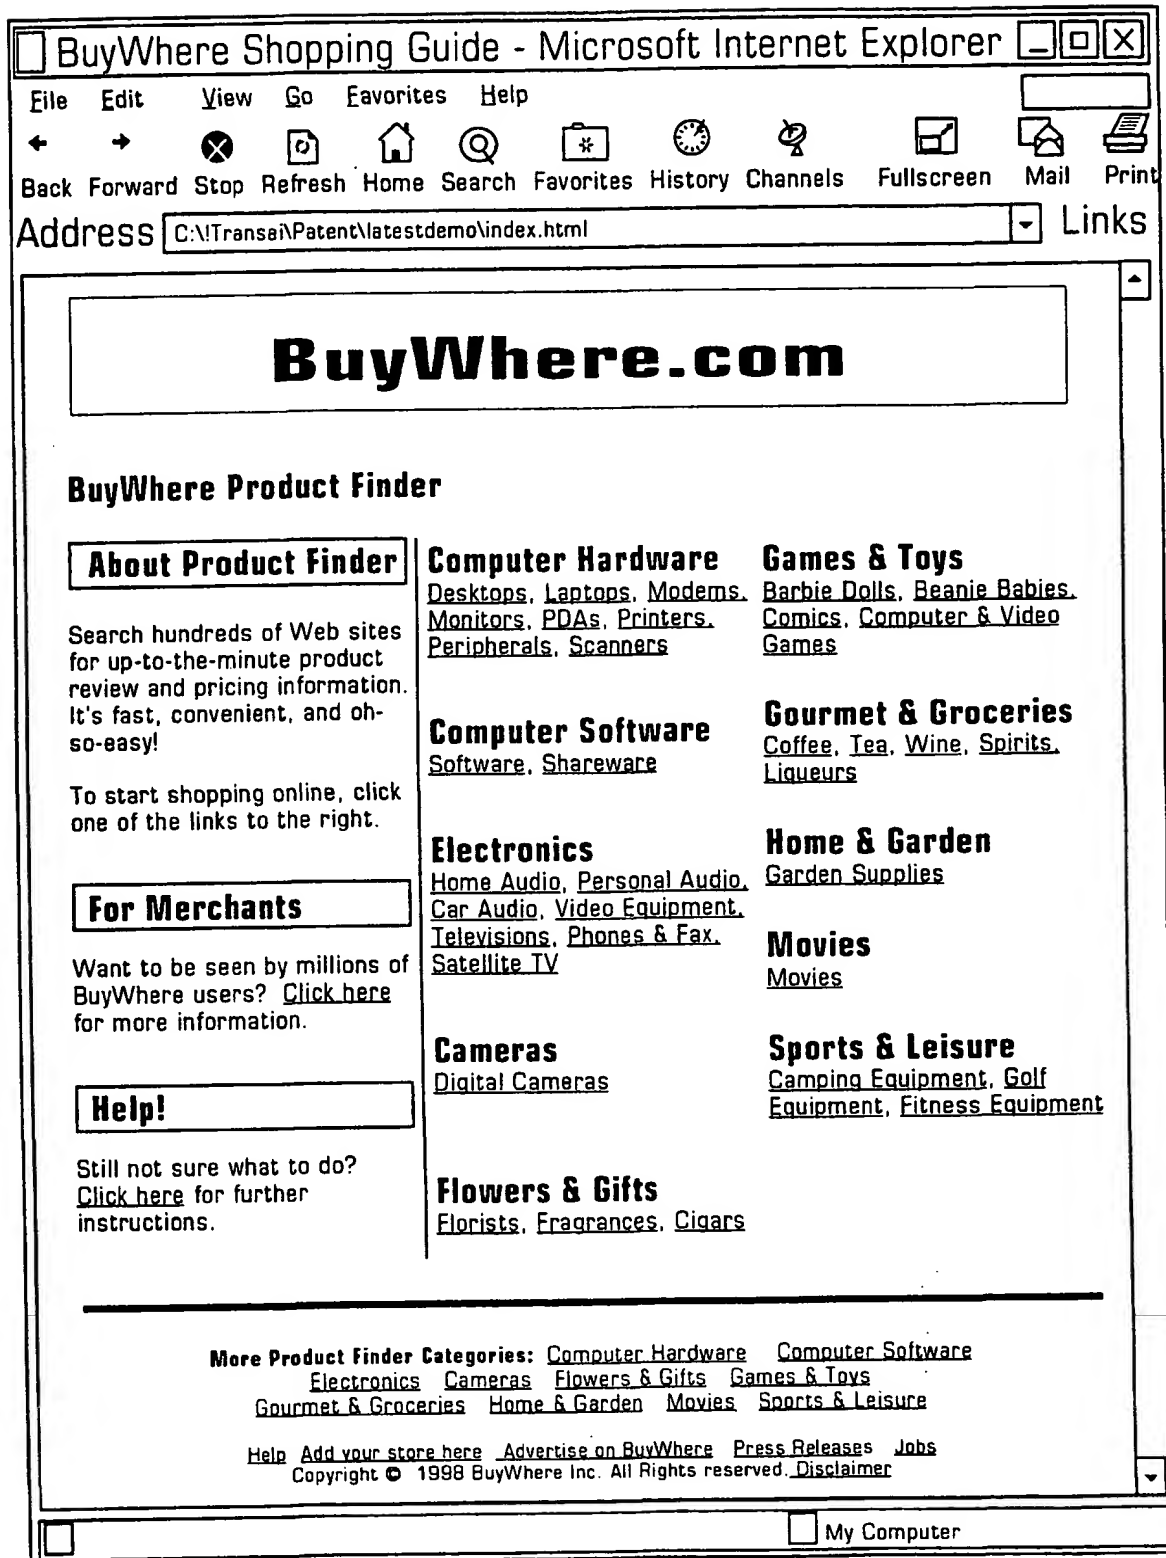 BuyWhere Shopping Guide - Microsoft Internet Explorer
File Edit View Go Favorites Help
Back Forward Stop Refresh Home Search Favorites History Channels Fullscreen Mail Print
Address C:\!Transai\Patent\latestdemo\index.html Links
BuyWhere.com
BuyWhere Product Finder
About Product Finder
Search hundreds of Web sites
for up-to-the-minute product
review and pricing information.
It's fast, convenient, and oh-
so-easy!
To start shopping online, click
one of the links to the right.
For Merchants
Want to be seen by millions of
BuyWhere users? Click here
for more information.
Help!
Still not sure what to do?
Click here for further
instructions.
Computer Hardware
Desktops, Laptops, Modems,
Monitors, PDAs, Printers,
Peripherals, Scanners
Computer Software
Software, Shareware
Electronics
Home Audio, Personal Audio,
Car Audio, Video Equipment,
Televisions, Phones & Fax,
Satellite TV
Cameras
Digital Cameras
Flowers & Gifts
Florists, Fragrances, Cigars
Games & Toys
Barbie Dolls, Beanie Babies,
Comics, Computer & Video
Games
Gourmet & Groceries
Coffee, Tea, Wine, Spirits,
Liqueurs
Home & Garden
Garden Supplies
Movies
Movies
Sports & Leisure
Camping Equipment, Golf
Equipment, Fitness Equipment
More Product Finder Categories: Computer Hardware Computer Software
Electronics Cameras Flowers & Gifts Games & Toys
Gourmet & Groceries Home & Garden Movies Sports & Leisure
Help Add your store here Advertise on BuyWhere Press Releases Jobs
Copyright © 1998 BuyWhere Inc. All Rights reserved. Disclaimer
My Computer